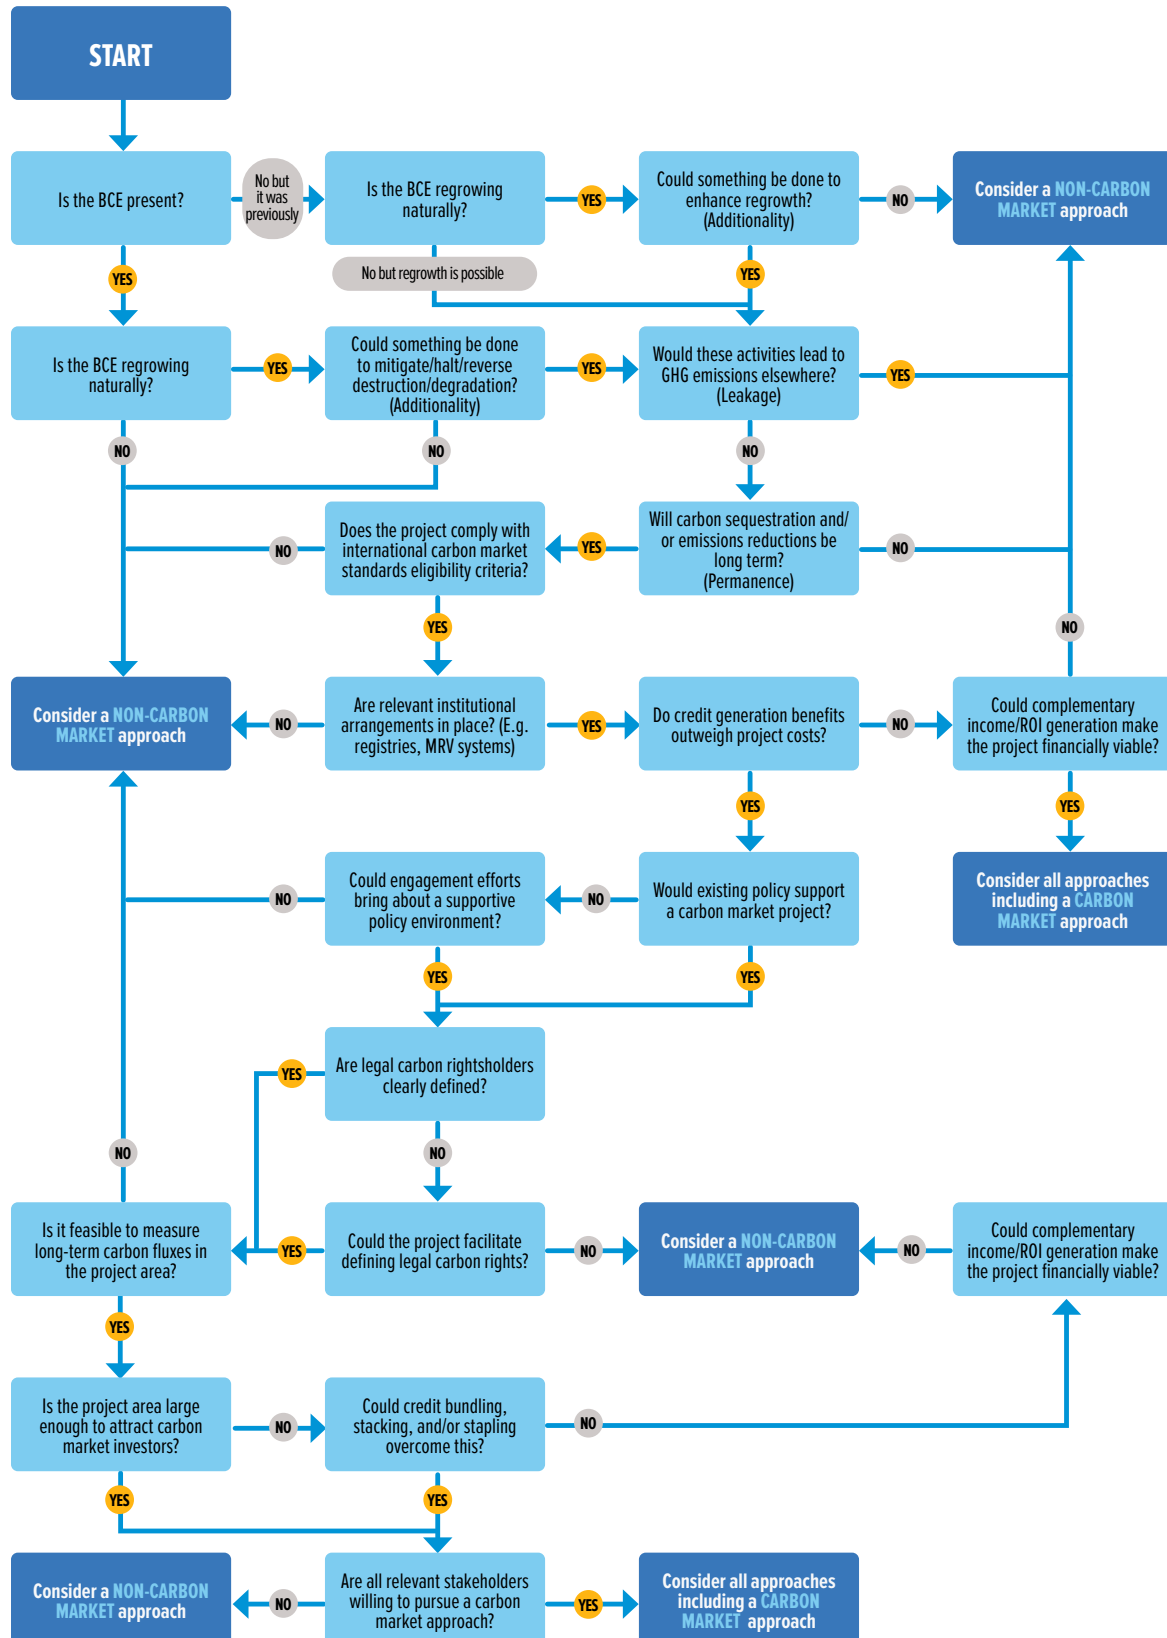 START
Is the BCE present?
No but
it was
previously
Is the BCE regrowing
naturally?
YES
Could something be done to
enhance regrowth?
(Additionality)
NO
Consider a NON-CARBON
MARKET approach
YES
No but regrowth is possible
YES
Is the BCE regrowing
naturally?
YES
Could something be done
to mitigate/halt/reverse
destruction/degradation?
(Additionality)
YES
Would these activities lead to
GHG emissions elsewhere?
(Leakage)
YES
NO
NO
NO
NO
Does the project comply with
international carbon market
standards eligibility criteria?
YES
Will carbon sequestration and/
or emissions reductions be
long term?
(Permanence)
NO
YES
NO
Consider a NON-CARBON
MARKET approach
NO
Are relevant institutional
arrangements in place? (E.g.
registries, MRV systems)
YES
Do credit generation benefits
outweigh project costs?
NO
Could complementary
income/ROI generation make
the project financially viable?
YES
YES
NO
Could engagement efforts
bring about a supportive
policy environment?
NO
Would existing policy support
a carbon market project?
Consider all approaches
including a CARBON
MARKET approach
YES
YES
YES
Are legal carbon rightsholders
clearly defined?
NO
NO
Is it feasible to measure
long-term carbon fluxes in
the project area?
YES
Could the project facilitate
defining legal carbon rights?
NO
Consider a NON-CARBON
MARKET approach
NO
Could complementary
income/ROI generation make
the project financially viable?
YES
Is the project area large
enough to attract carbon
market investors?
NO
Could credit bundling,
stacking, and/or stapling
overcome this?
NO
YES
YES
Consider a NON-CARBON
MARKET approach
NO
Are all relevant stakeholders
willing to pursue a carbon
market approach?
YES
Consider all approaches
including a CARBON
MARKET approach